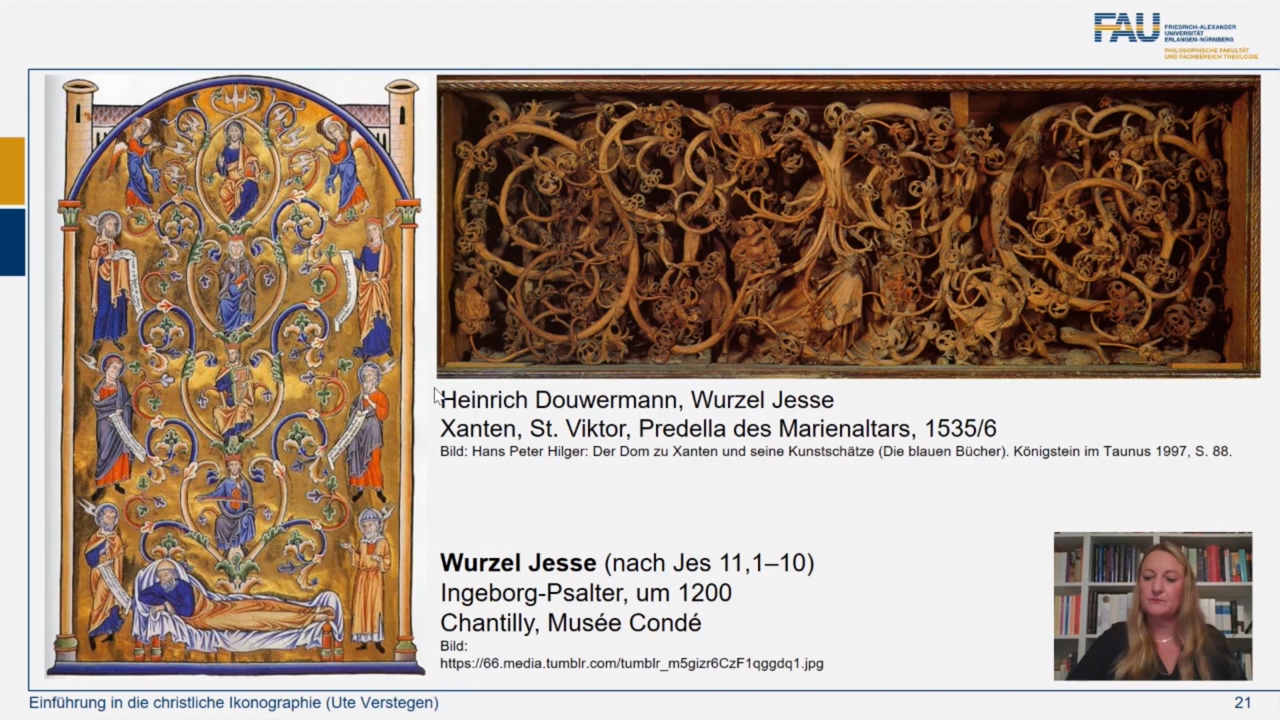 FAU
FRIEDRICH-ALEXANDER
UNIVERSITÄT
ERLANGEN-NÜRNBERG
PHILOSOPHISCHE FAKULTÄT
UND FACHBEREICH THEOLOGIE
Heinrich Douwermann, Wurzel Jesse
Xanten, St. Viktor, Predella des Marienaltars, 1535/6
Bild: Hans Peter Hilger: Der Dom zu Xanten und seine Kunstschätze (Die blauen Bücher). Königstein im Taunus 1997, S. 88.
Wurzel Jesse (nach Jes 11,1–10)
Ingeborg-Psalter, um 1200
Chantilly, Musée Condé
Bild:
https://66.media.tumblr.com/tumblr_m5gizr6CzF1qggdq1.jpg
Einführung in die christliche Ikonographie (Ute Verstegen)
21